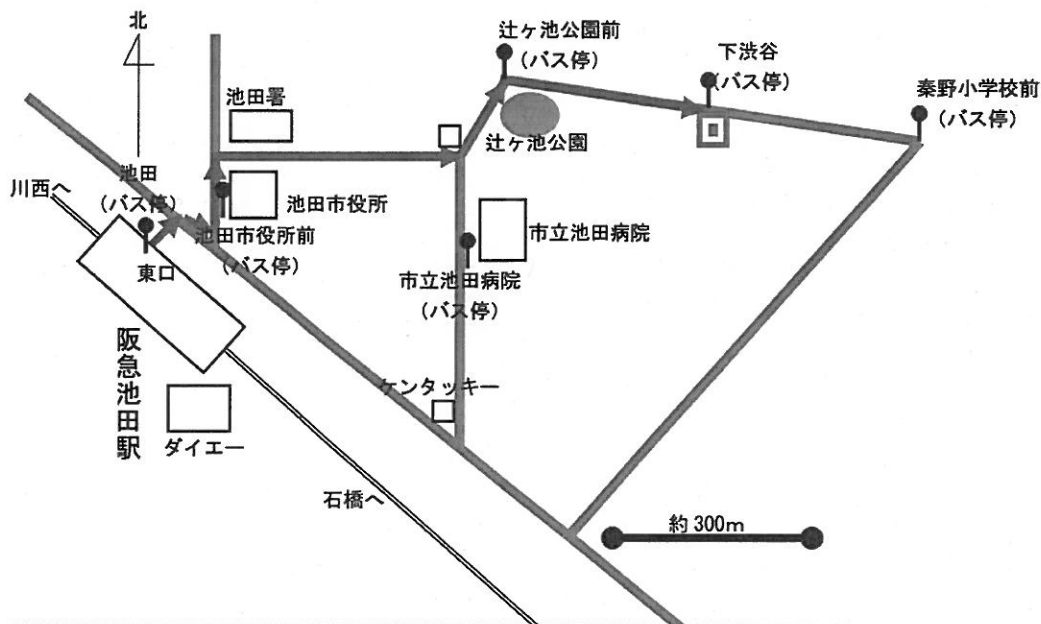 北
辻ヶ池公園前
(バス停)
下渋谷
(バス停)
秦野小学校前
(バス停)
池田署
辻ヶ池公園
池田
(バス停)
川西へ
池田市役所
池田市役所前
(バス停)
東口
市立池田病院
市立池田病院
(バス停)
阪急池田駅
ケンタッキー
ダイエー
石橋へ
約300m